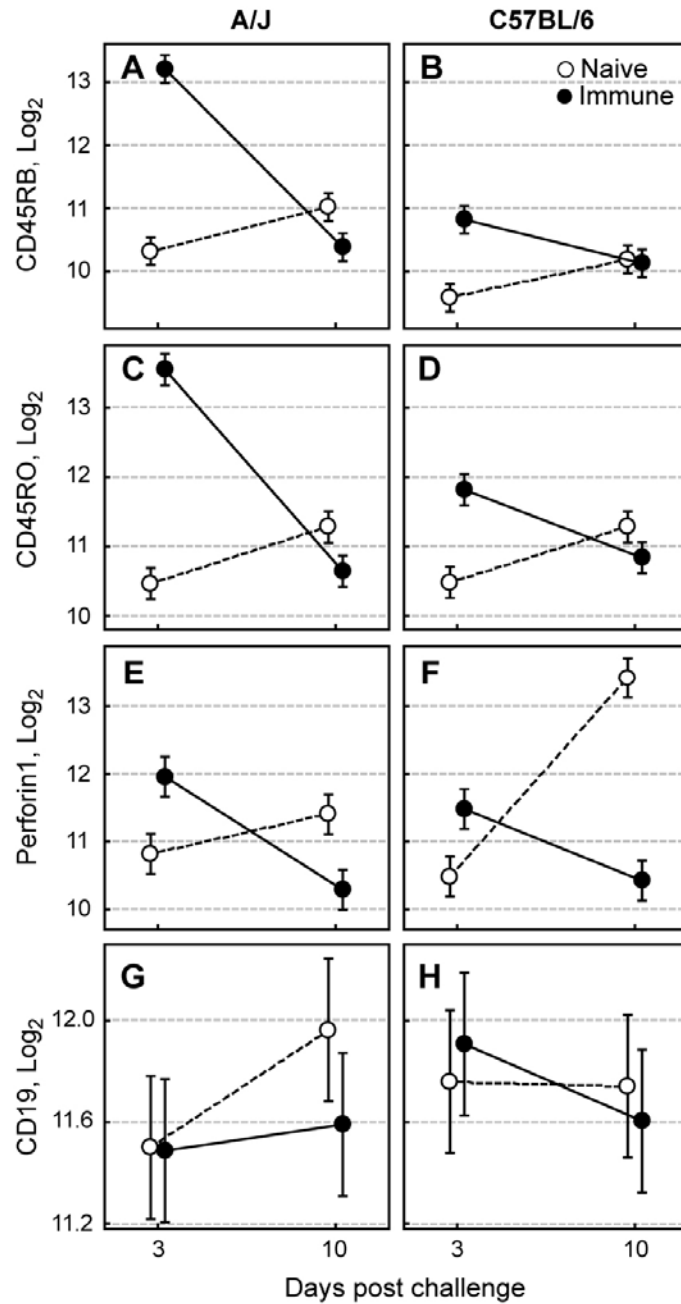 A/J
C57BL/6
A
B
Naive
Immune
CD45RB, Log2
13
12
11
10
C
D
CD45RO, Log2
13
12
11
10
E
F
Perforin1, Log2
13
12
11
10
G
H
CD19, Log2
12.0
11.6
11.2
3
10
3
10
Days post challenge